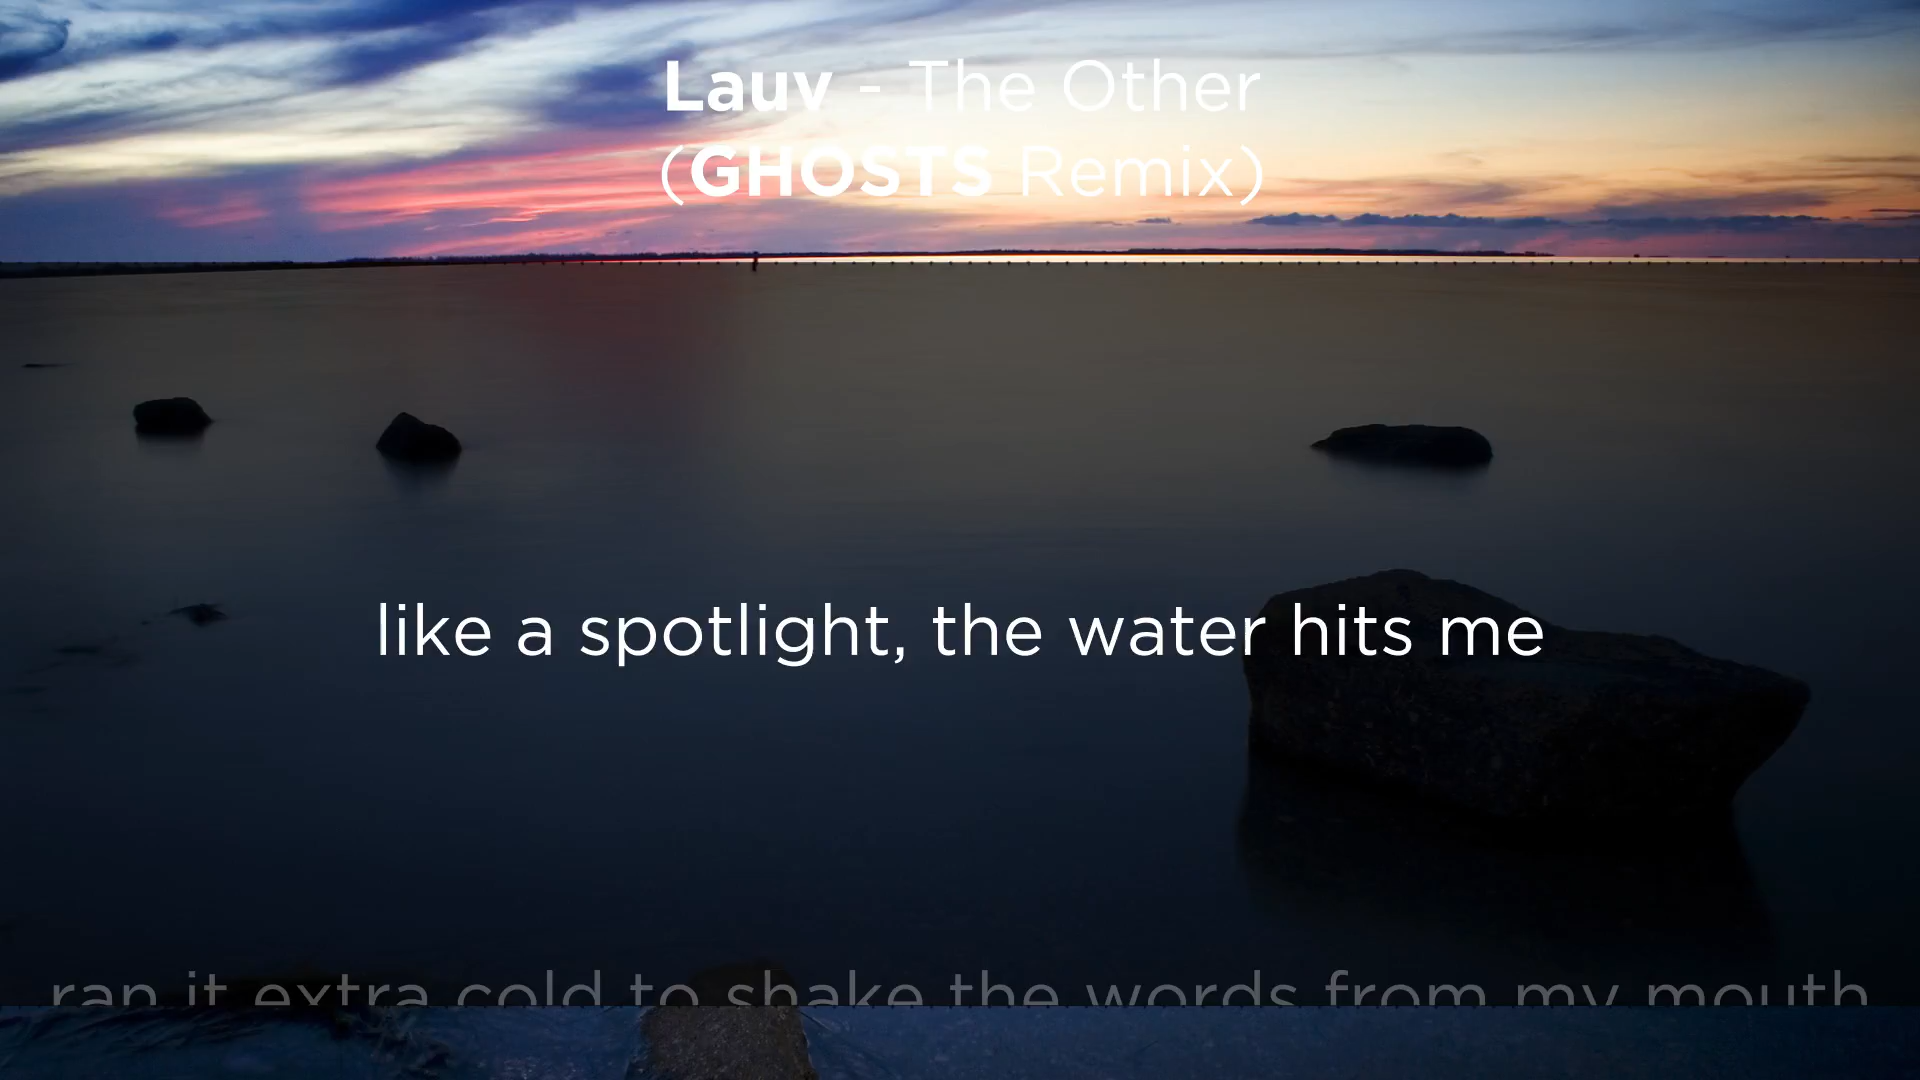 Lauv - The Other
(GHOSTS Remix)
like a spotlight, the water hits me
ran it extra cold to shake the words from my mouth